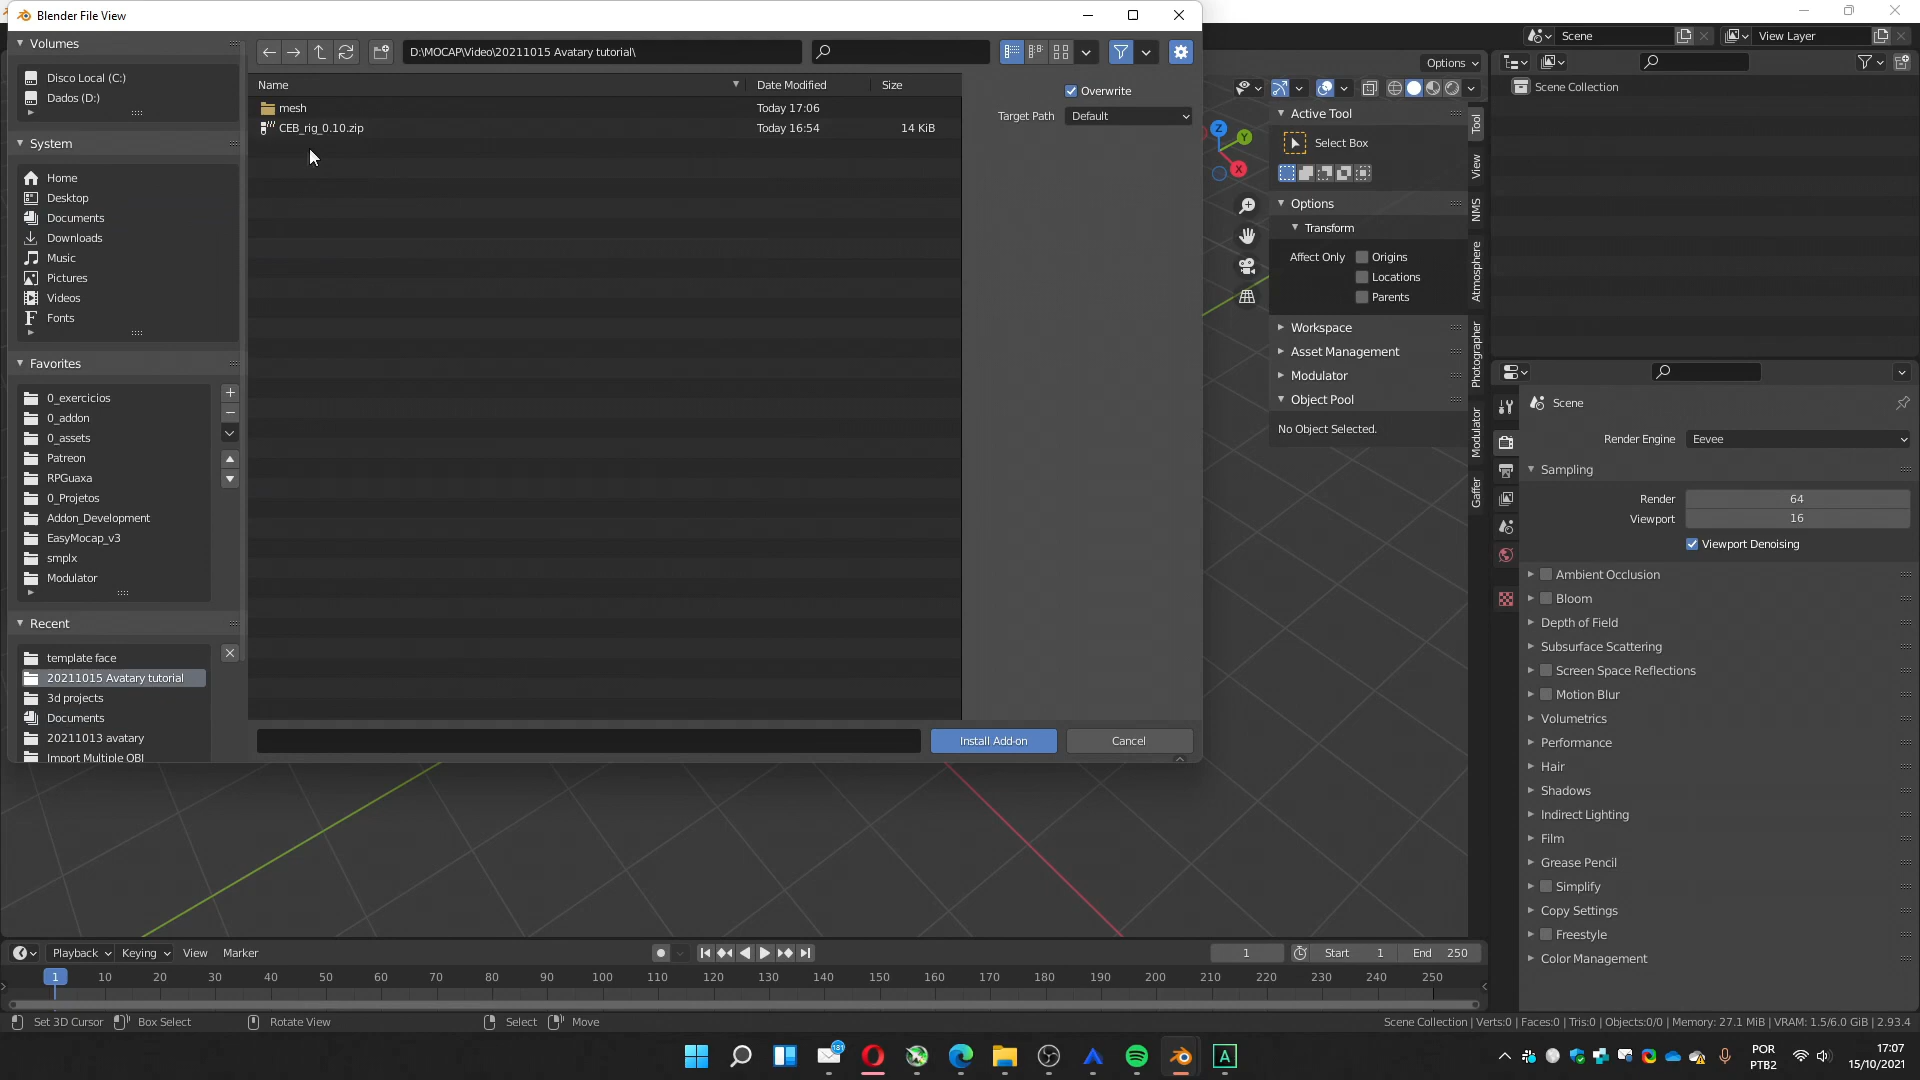 Blender File View
Volumes
Disco Local (C:)
Dados (D:)
System
Home
Desktop
Documents
Downloads
Music
Pictures
Videos
Fonts
Favorites
0_exercicios
0_addon
0_assets
Patreon
RPGuaxa
0_Projetos
Addon_Development
EasyMocap_v3
smplx
Modulator
Recent
template face
20211015 Avatary tutorial
3d projects
Documents
20211013 avatary
Import Multiple OBJ
D:\MOCAP\Video\20211015 Avatary tutorial\
Name Date Modified Size
mesh Today 17:06
CEB_rig_0.10.zip Today 16:54 14 KiB
Overwrite
Target Path Default
Install Add-on Cancel
Scene View Layer
Options
Z Y X
Active Tool
Select Box
Options
Transform
Affect Only Origins
Locations
Parents
Workspace
Asset Management
Modulator
Object Pool
No Object Selected.
Tool
View
NMS
Atmosphere
Photographer
Modulator
Gaffer
Scene Collection
Scene
Render Engine Eevee
Sampling
Render 64
Viewport 16
Viewport Denoising
Ambient Occlusion
Bloom
Depth of Field
Subsurface Scattering
Screen Space Reflections
Motion Blur
Volumetrics
Performance
Hair
Shadows
Indirect Lighting
Film
Grease Pencil
Simplify
Copy Settings
Freestyle
Color Management
Playback Keying View Marker 1 Start 1 End 250
1 10 20 30 40 50 60 70 80 90 100 110 120 130 140 150 160 170 180 190 200 210 220 230 240 250
Set 3D Cursor Box Select Rotate View Select Move Scene Collection | Verts:0 | Faces:0 | Tris:0 | Objects:0/0 | Memory: 27.1 MiB | VRAM: 1.5/6.0 GiB | 2.93.4
181
A
POR
PTB2
17:07
15/10/2021